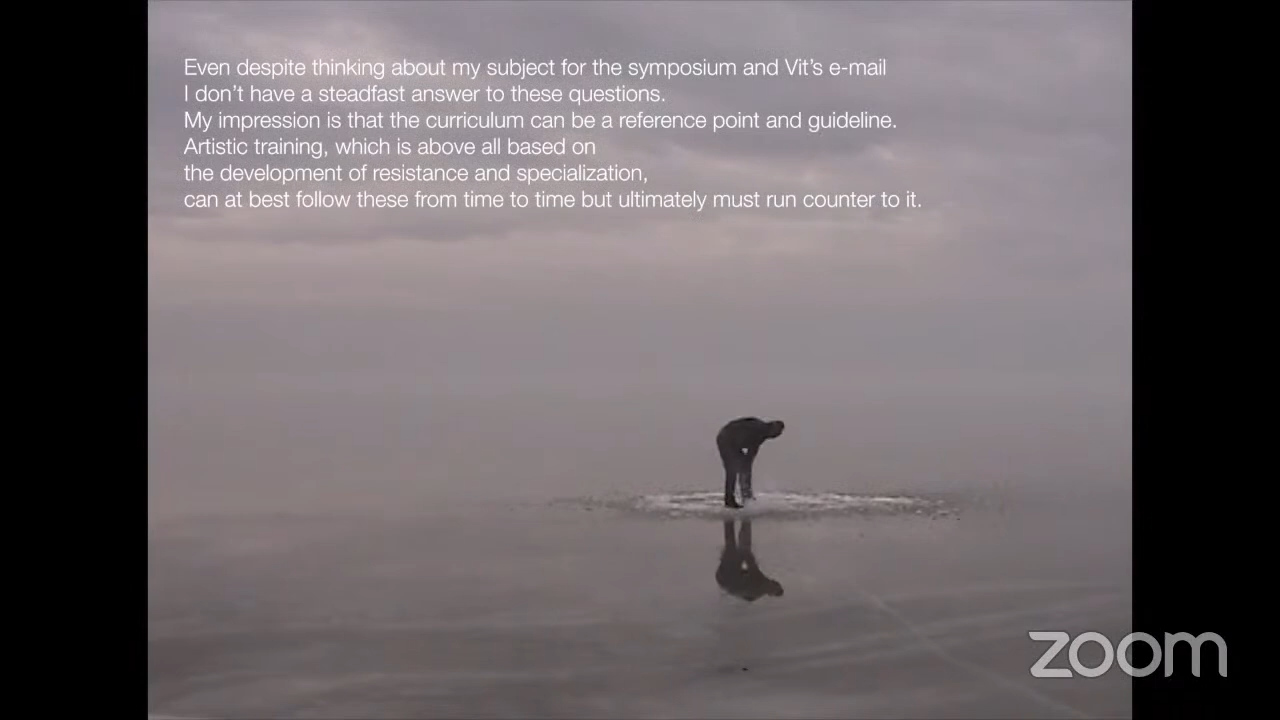 Even despite thinking about my subject for the symposium and Vit's e-mail
I don't have a steadfast answer to these questions.
My impression is that the curriculum can be a reference point and guideline.
Artistic training, which is above all based on
the development of resistance and specialization,
can at best follow these from time to time but ultimately must run counter to it.
zoom